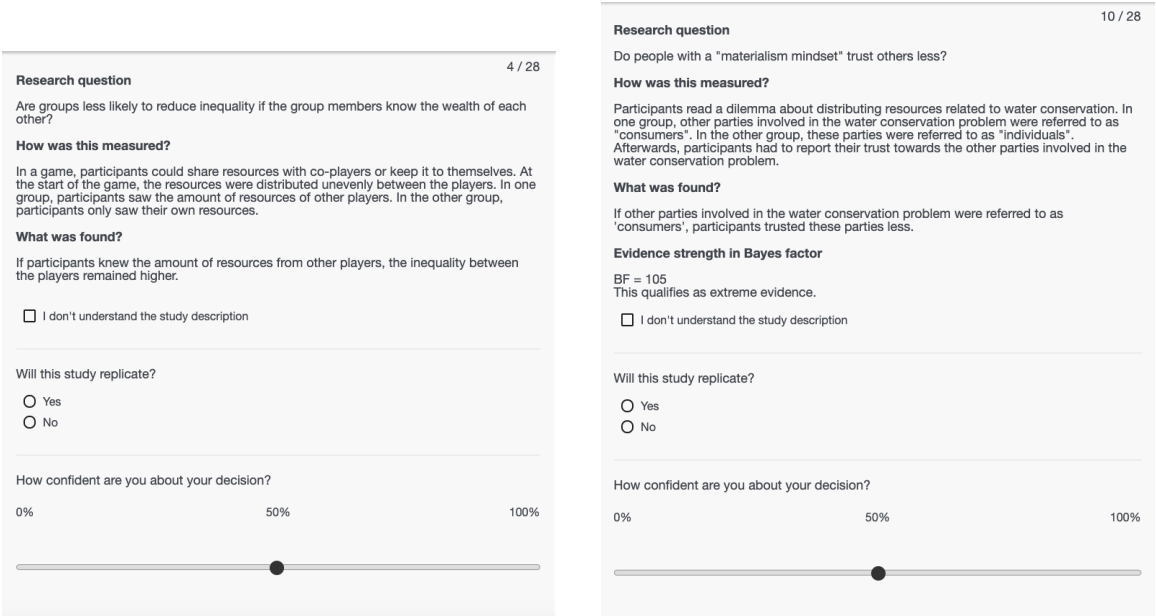 4 / 28
Research question
Are groups less likely to reduce inequality if the group members know the wealth of each
other?
How was this measured?
In a game, participants could share resources with co-players or keep it to themselves. At
the start of the game, the resources were distributed unevenly between the players. In one
group, participants saw the amount of resources of other players. In the other group,
participants only saw their own resources.
What was found?
If participants knew the amount of resources from other players, the inequality between
the players remained higher.
I don't understand the study description
Will this study replicate?
Yes
No
How confident are you about your decision?
0% 50% 100%
10 / 28
Research question
Do people with a "materialism mindset" trust others less?
How was this measured?
Participants read a dilemma about distributing resources related to water conservation. In
one group, other parties involved in the water conservation problem were referred to as
"consumers". In the other group, these parties were referred to as "individuals".
Afterwards, participants had to report their trust towards the other parties involved in the
water conservation problem.
What was found?
If other parties involved in the water conservation problem were referred to as
'consumers', participants trusted these parties less.
Evidence strength in Bayes factor
BF = 105
This qualifies as extreme evidence.
I don't understand the study description
Will this study replicate?
Yes
No
How confident are you about your decision?
0% 50% 100%